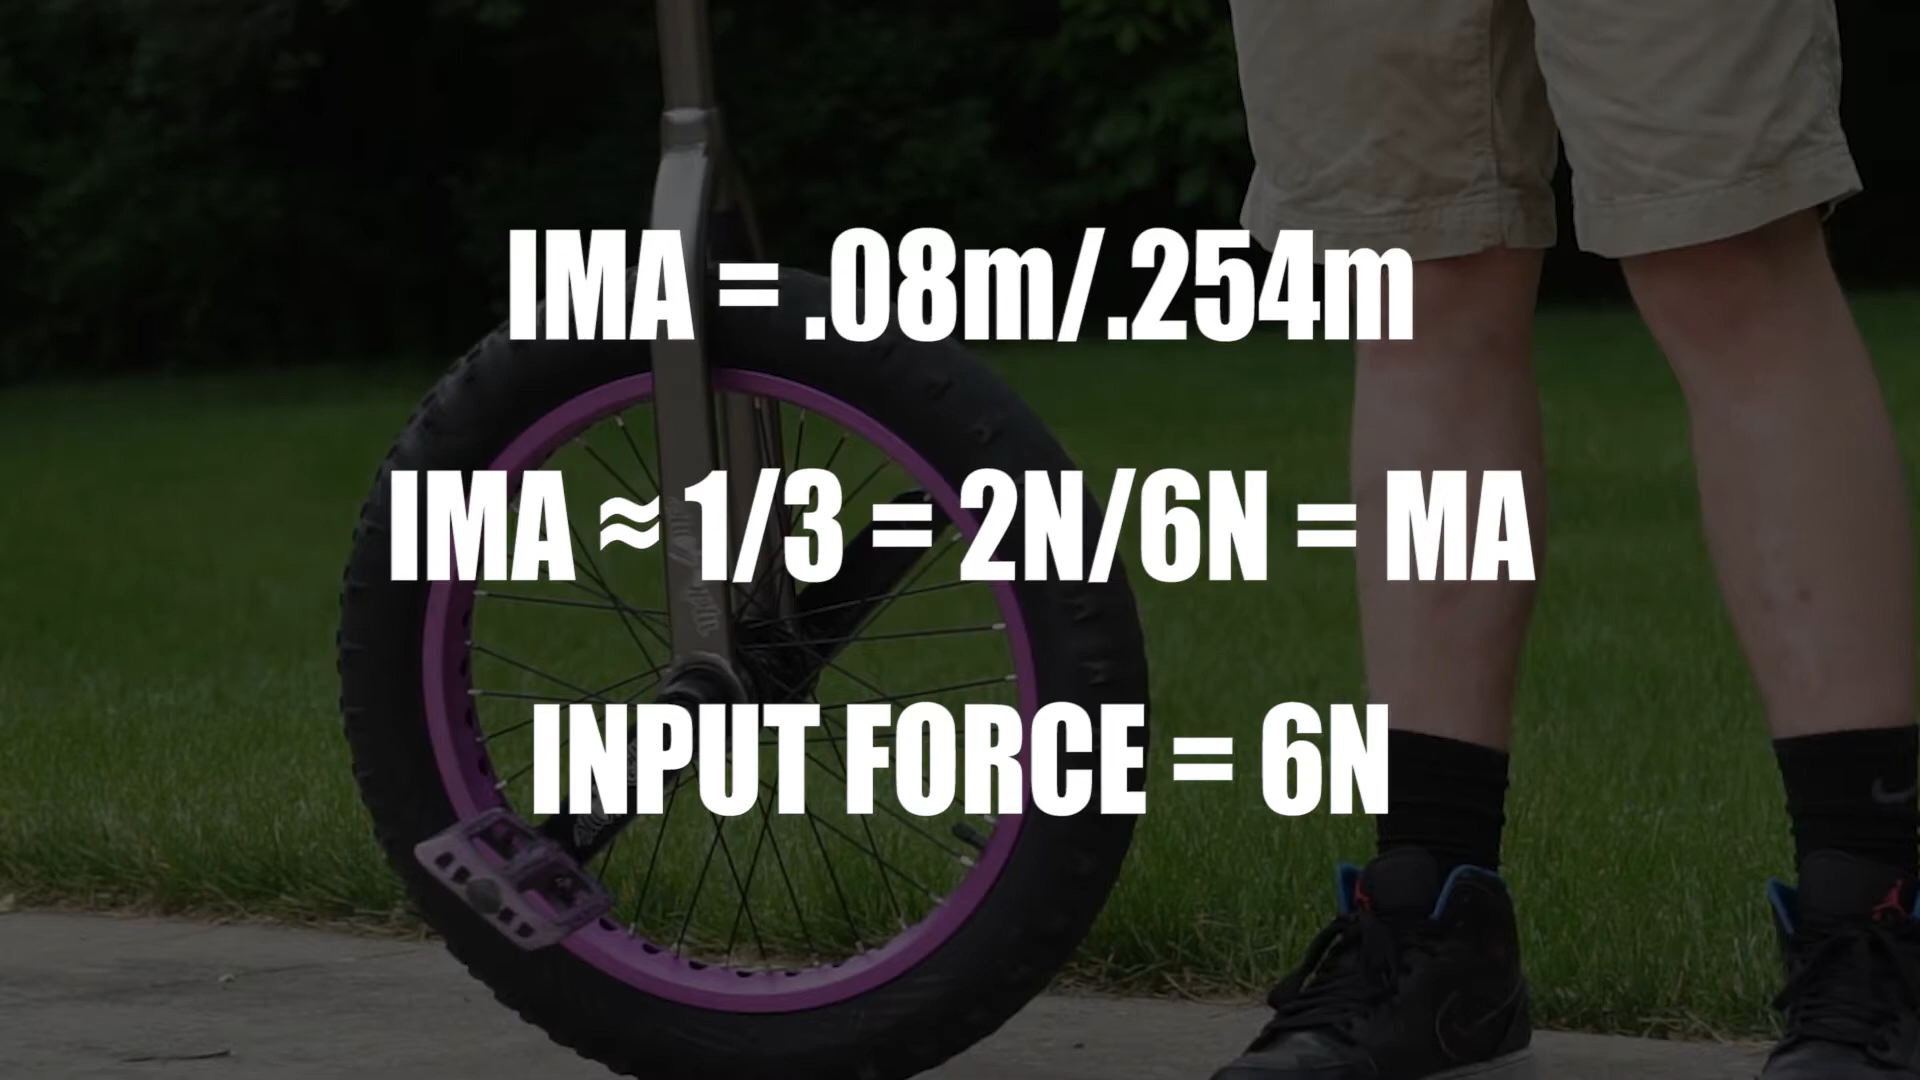 IMA = .08m/.254m
IMA ≈ 1/3 = 2N/6N = MA
INPUT FORCE = 6N